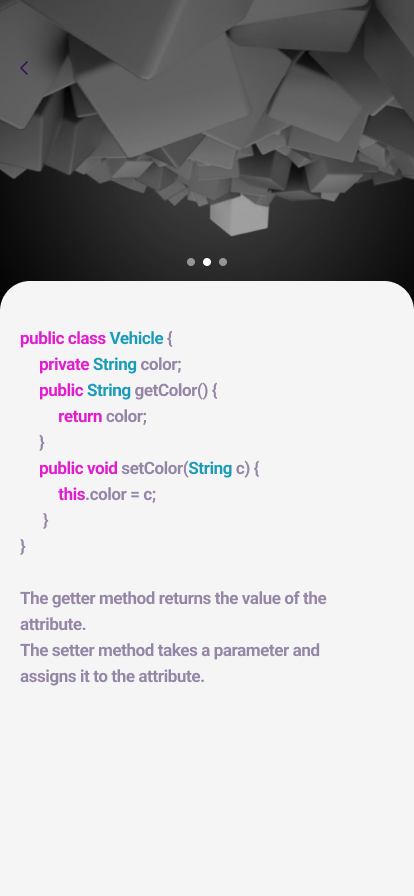 public class Vehicle {
private String color;
public String getColor() {
return color;
}
public void setColor(String c) {
this.color = c;
}
}
The getter method returns the value of the
attribute.
The setter method takes a parameter and
assigns it to the attribute.